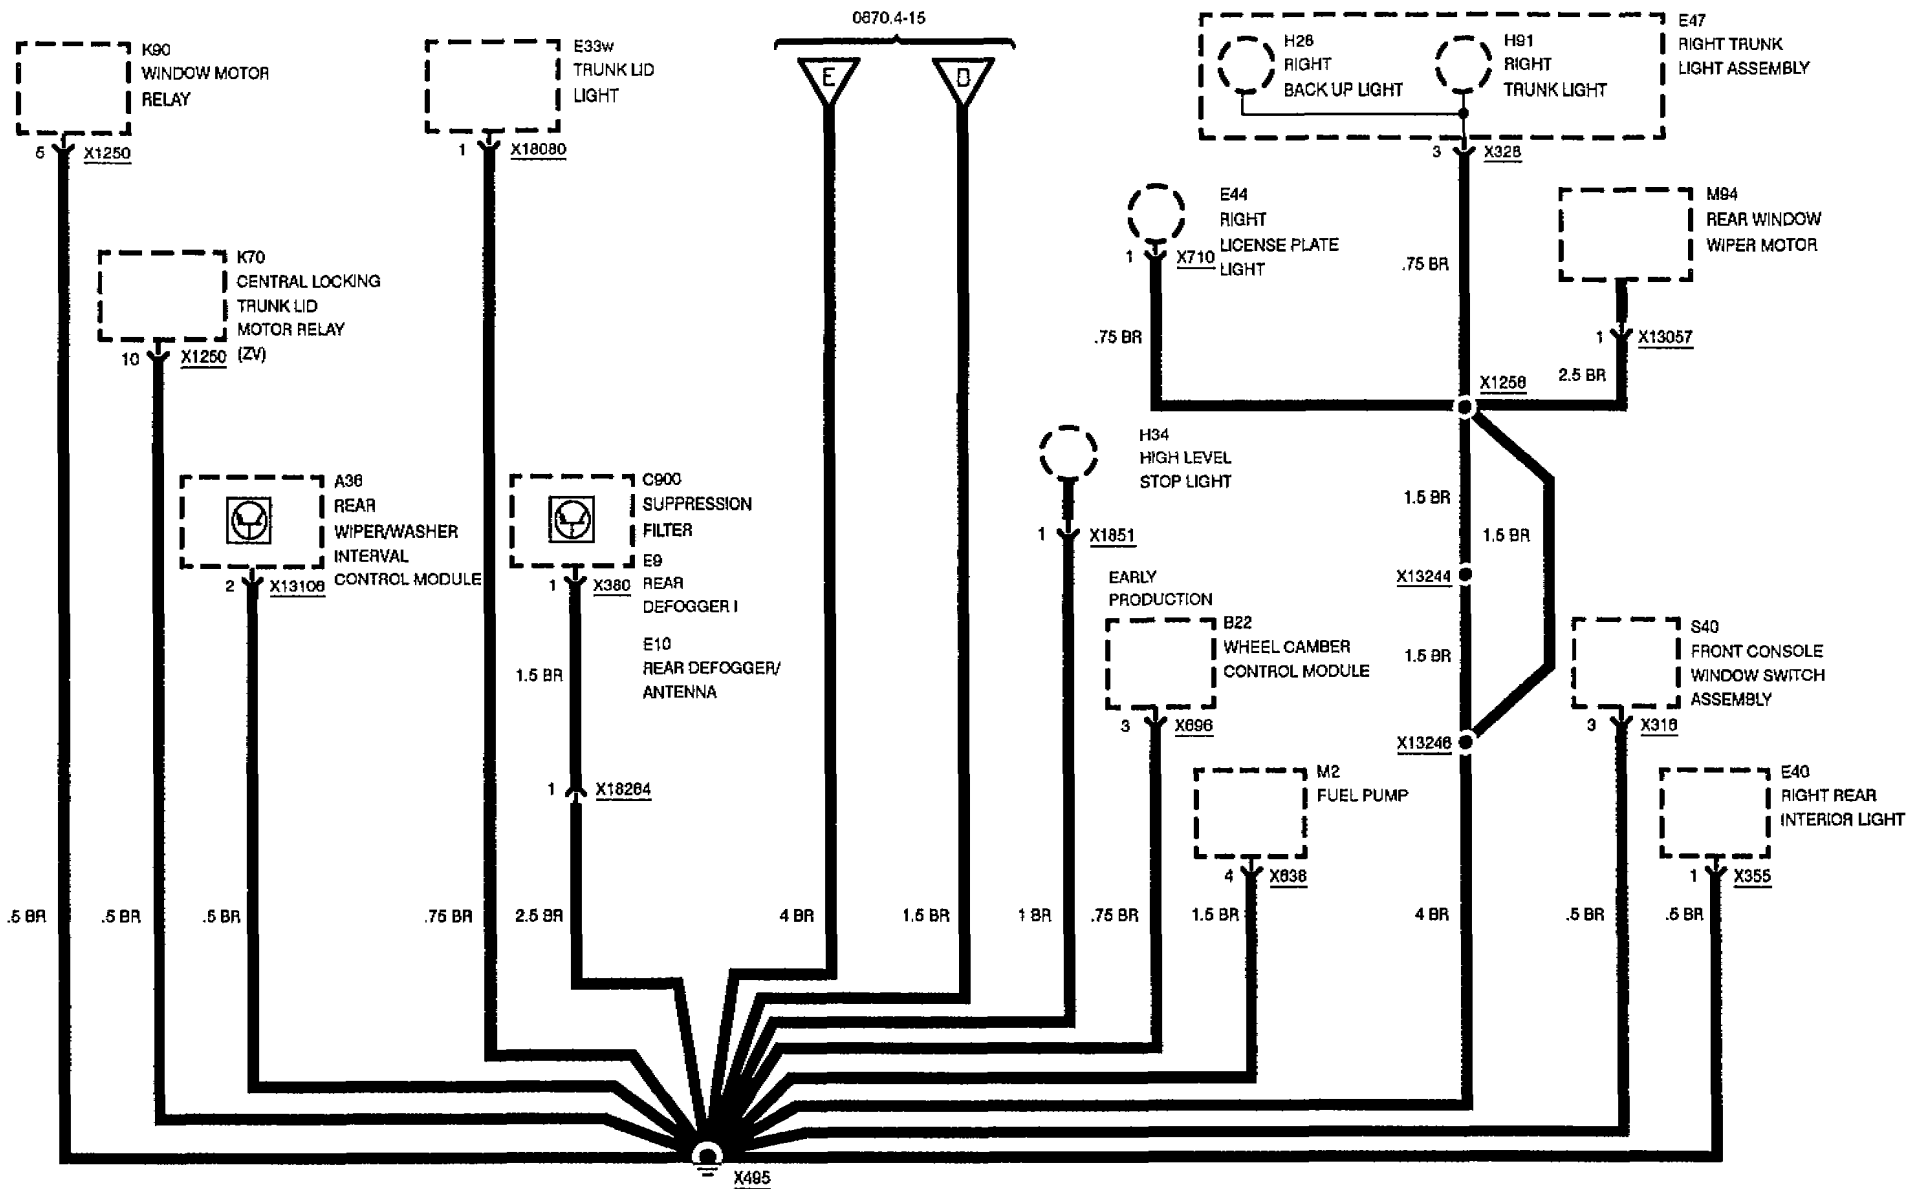 0670.4-15
K90
WINDOW MOTOR
RELAY
5
X1250
E33w
TRUNK LID
LIGHT
1
X18080
E
D
H26
RIGHT
BACK UP LIGHT
H91
RIGHT
TRUNK LIGHT
E47
RIGHT TRUNK
LIGHT ASSEMBLY
3
X328
E44
RIGHT
LICENSE PLATE
LIGHT
1
X710
.75 BR
.75 BR
M94
REAR WINDOW
WIPER MOTOR
1
X13057
2.5 BR
X1258
K70
CENTRAL LOCKING
TRUNK LID
MOTOR RELAY
(ZV)
10
X1250
A36
REAR
WIPER/WASHER
INTERVAL
CONTROL MODULE
2
X13106
C900
SUPPRESSION
FILTER
E9
REAR
DEFOGGER I
1
X380
E10
REAR DEFOGGER/
ANTENNA
1.5 BR
1
X18264
H34
HIGH LEVEL
STOP LIGHT
1
X1851
1.5 BR
1.5 BR
X13244
1.5 BR
X13246
EARLY
PRODUCTION
B22
WHEEL CAMBER
CONTROL MODULE
3
X696
S40
FRONT CONSOLE
WINDOW SWITCH
ASSEMBLY
3
X316
M2
FUEL PUMP
4
X638
E40
RIGHT REAR
INTERIOR LIGHT
1
X355
.5 BR
.5 BR
.5 BR
.75 BR
2.5 BR
4 BR
1.5 BR
1 BR
.75 BR
1.5 BR
4 BR
.5 BR
.5 BR
X495